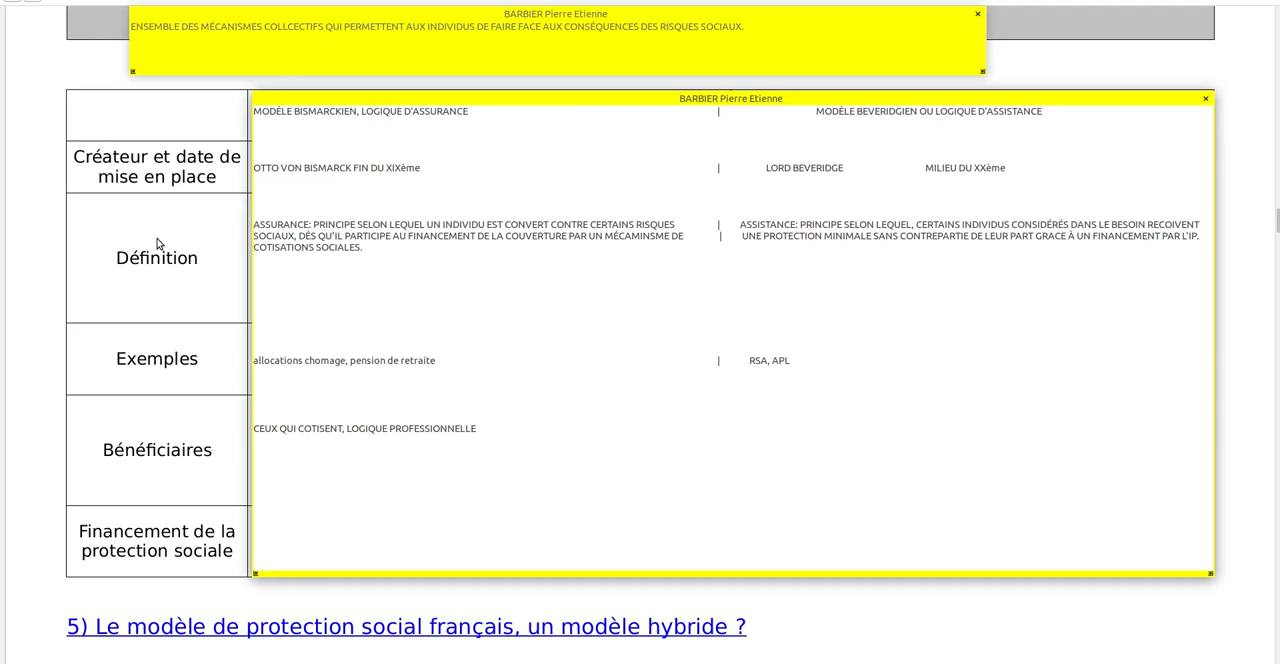 BARBIER Pierre Etienne
ENSEMBLE DES MÉCANISMES COLLCECTIFS QUI PERMETTENT AUX INDIVIDUS DE FAIRE FACE AUX CONSÉQUENCES DES RISQUES SOCIAUX.
BARBIER Pierre Etienne
MODÈLE BISMARCKIEN, LOGIQUE D'ASSURANCE | MODÈLE BEVERIDGIEN OU LOGIQUE D'ASSISTANCE
Créateur et date de
mise en place
OTTO VON BISMARCK FIN DU XIXème | LORD BEVERIDGE MILIEU DU XXème
Définition
ASSURANCE: PRINCIPE SELON LEQUEL UN INDIVIDU EST CONVERT CONTRE CERTAINS RISQUES | ASSISTANCE: PRINCIPE SELON LEQUEL, CERTAINS INDIVIDUS CONSIDÉRÉS DANS LE BESOIN RECOIVENT
SOCIAUX, DÈS QU'IL PARTICIPE AU FINANCEMENT DE LA COUVERTURE PAR UN MÉCAMINSME DE | UNE PROTECTION MINIMALE SANS CONTREPARTIE DE LEUR PART GRACE À UN FINANCEMENT PAR L'IP.
COTISATIONS SOCIALES.
Exemples
allocations chomage, pension de retraite | RSA, APL
Bénéficiaires
CEUX QUI COTISENT, LOGIQUE PROFESSIONNELLE
Financement de la
protection sociale
5) Le modèle de protection social français, un modèle hybride ?